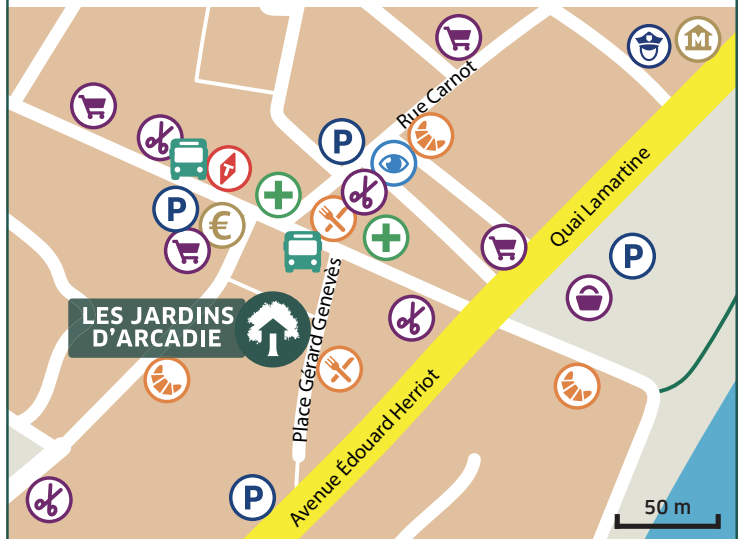 M
Rue Carnot
P
Quai Lamartine
P
€
P
LES JARDINS
D'ARCADIE
Place Gérard Genevès
Avenue Édouard Herriot
P
50 m